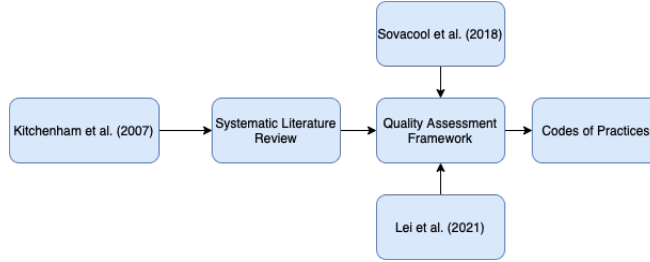 Sovacool et al. (2018)
Kitchenham et al. (2007)
Systematic Literature
Review
Quality Assessment
Framework
Codes of Practices
Lei et al. (2021)